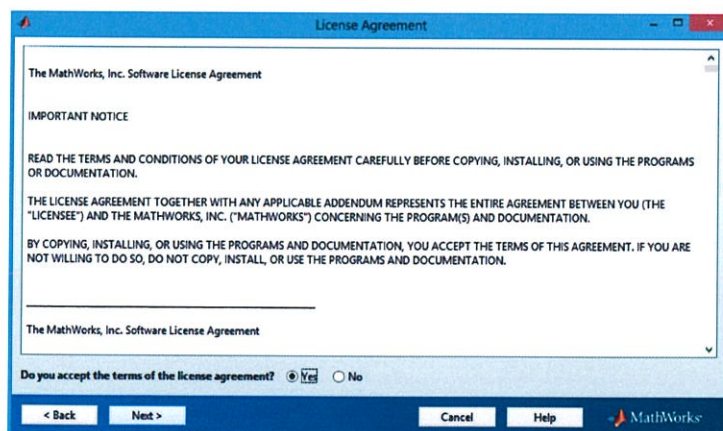 License Agreement
The MathWorks, Inc. Software License Agreement
IMPORTANT NOTICE
READ THE TERMS AND CONDITIONS OF YOUR LICENSE AGREEMENT CAREFULLY BEFORE COPYING, INSTALLING, OR USING THE PROGRAMS
OR DOCUMENTATION.
THE LICENSE AGREEMENT TOGETHER WITH ANY APPLICABLE ADDENDUM REPRESENTS THE ENTIRE AGREEMENT BETWEEN YOU (THE
"LICENSEE") AND THE MATHWORKS, INC. ("MATHWORKS") CONCERNING THE PROGRAM(S) AND DOCUMENTATION.
BY COPYING, INSTALLING, OR USING THE PROGRAMS AND DOCUMENTATION, YOU ACCEPT THE TERMS OF THIS AGREEMENT. IF YOU ARE
NOT WILLING TO DO SO, DO NOT COPY, INSTALL, OR USE THE PROGRAMS AND DOCUMENTATION.
The MathWorks, Inc. Software License Agreement
Do you accept the terms of the license agreement? Yes No
< Back Next > Cancel Help MathWorks